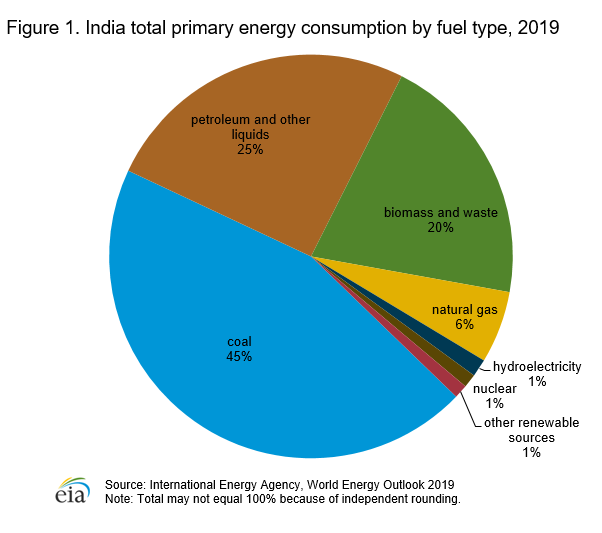 Figure 1. India total primary energy consumption by fuel type, 2019
petroleum and other
liquids
25%
biomass and waste
20%
natural gas
6%
coal
45%
hydroelectricity
1%
nuclear
1%
other renewable
sources
1%
eia
Source: International Energy Agency, World Energy Outlook 2019
Note: Total may not equal 100% because of independent rounding.